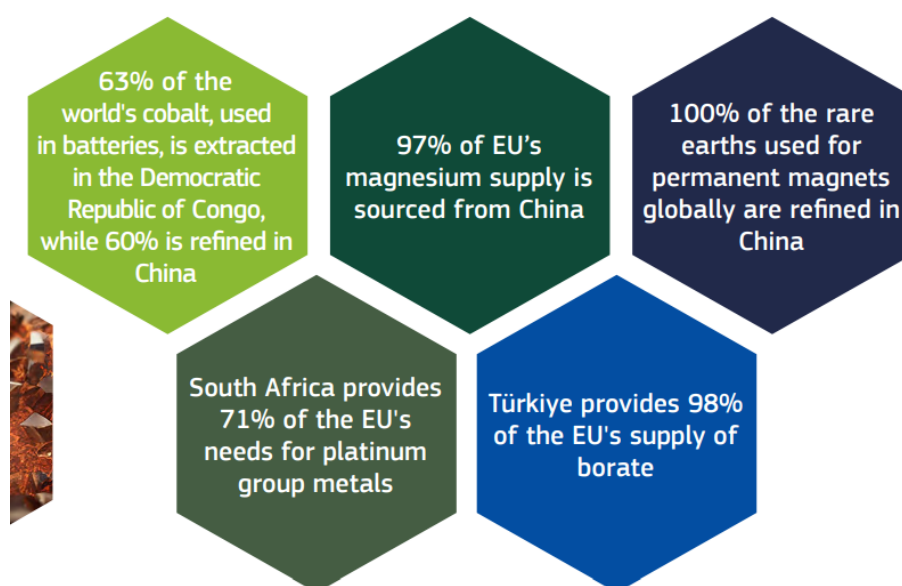 63% of the
world's cobalt, used
in batteries, is extracted
in the Democratic
Republic of Congo,
while 60% is refined in
China
97% of EU’s
magnesium supply is
sourced from China
100% of the rare
earths used for
permanent magnets
globally are refined in
China
South Africa provides
71% of the EU's
needs for platinum
group metals
Türkiye provides 98%
of the EU's supply of
borate